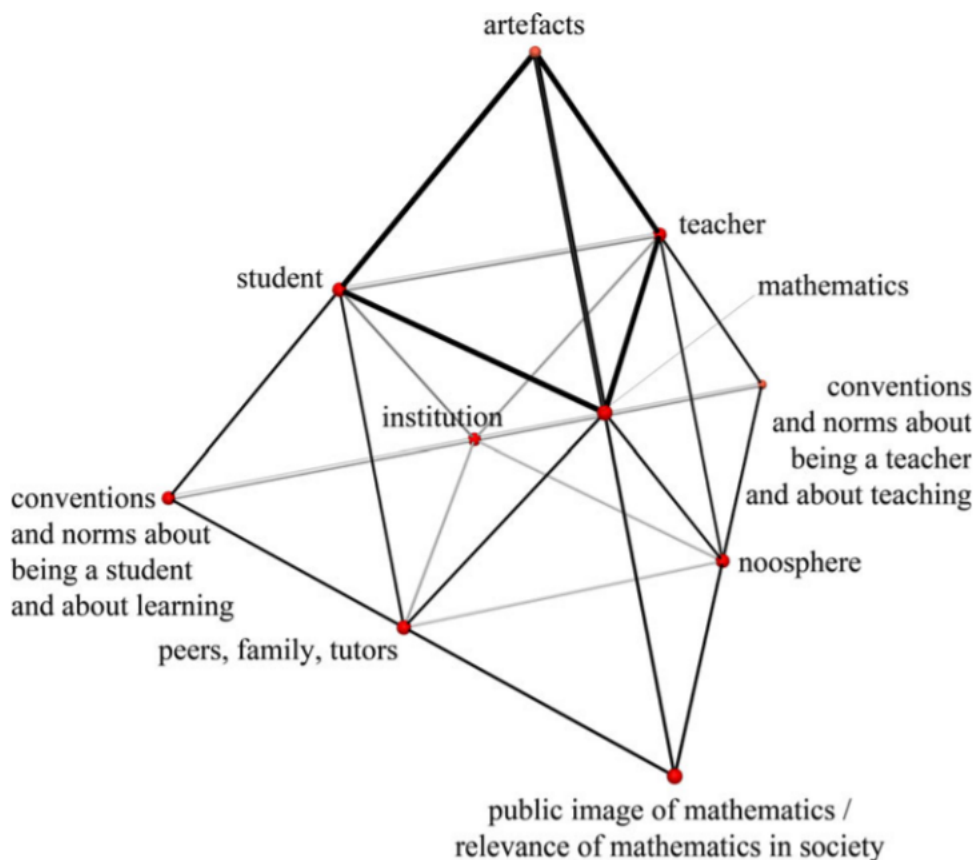 artefacts
teacher
student
mathematics
institution
conventions
and norms about
being a teacher
and about teaching
conventions
and norms about
being a student
and about learning
noosphere
peers, family, tutors
public image of mathematics /
relevance of mathematics in society